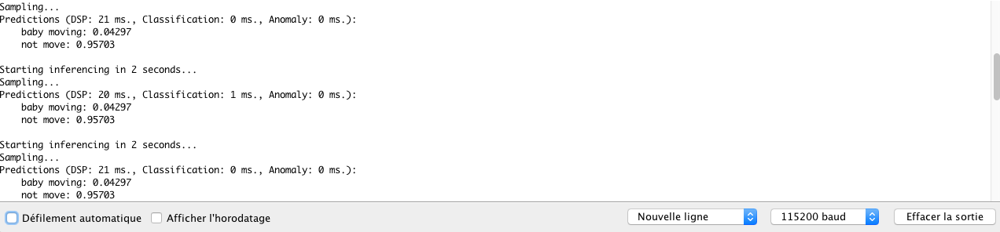 Sampling...
Predictions (DSP: 21 ms., Classification: 0 ms., Anomaly: 0 ms.):
    baby moving: 0.04297
    not move: 0.95703

Starting inferencing in 2 seconds...
Sampling...
Predictions (DSP: 20 ms., Classification: 1 ms., Anomaly: 0 ms.):
    baby moving: 0.04297
    not move: 0.95703

Starting inferencing in 2 seconds...
Sampling...
Predictions (DSP: 21 ms., Classification: 0 ms., Anomaly: 0 ms.):
    baby moving: 0.04297
    not move: 0.95703
Défilement automatique Afficher l'horodatage Nouvelle ligne 115200 baud Effacer la sortie